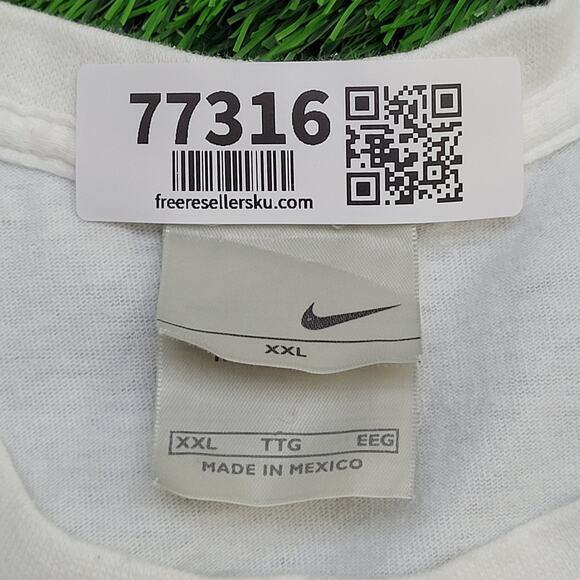 77316
freeresellersku.com
XXL
XXL TTG EEG
MADE IN MEXICO